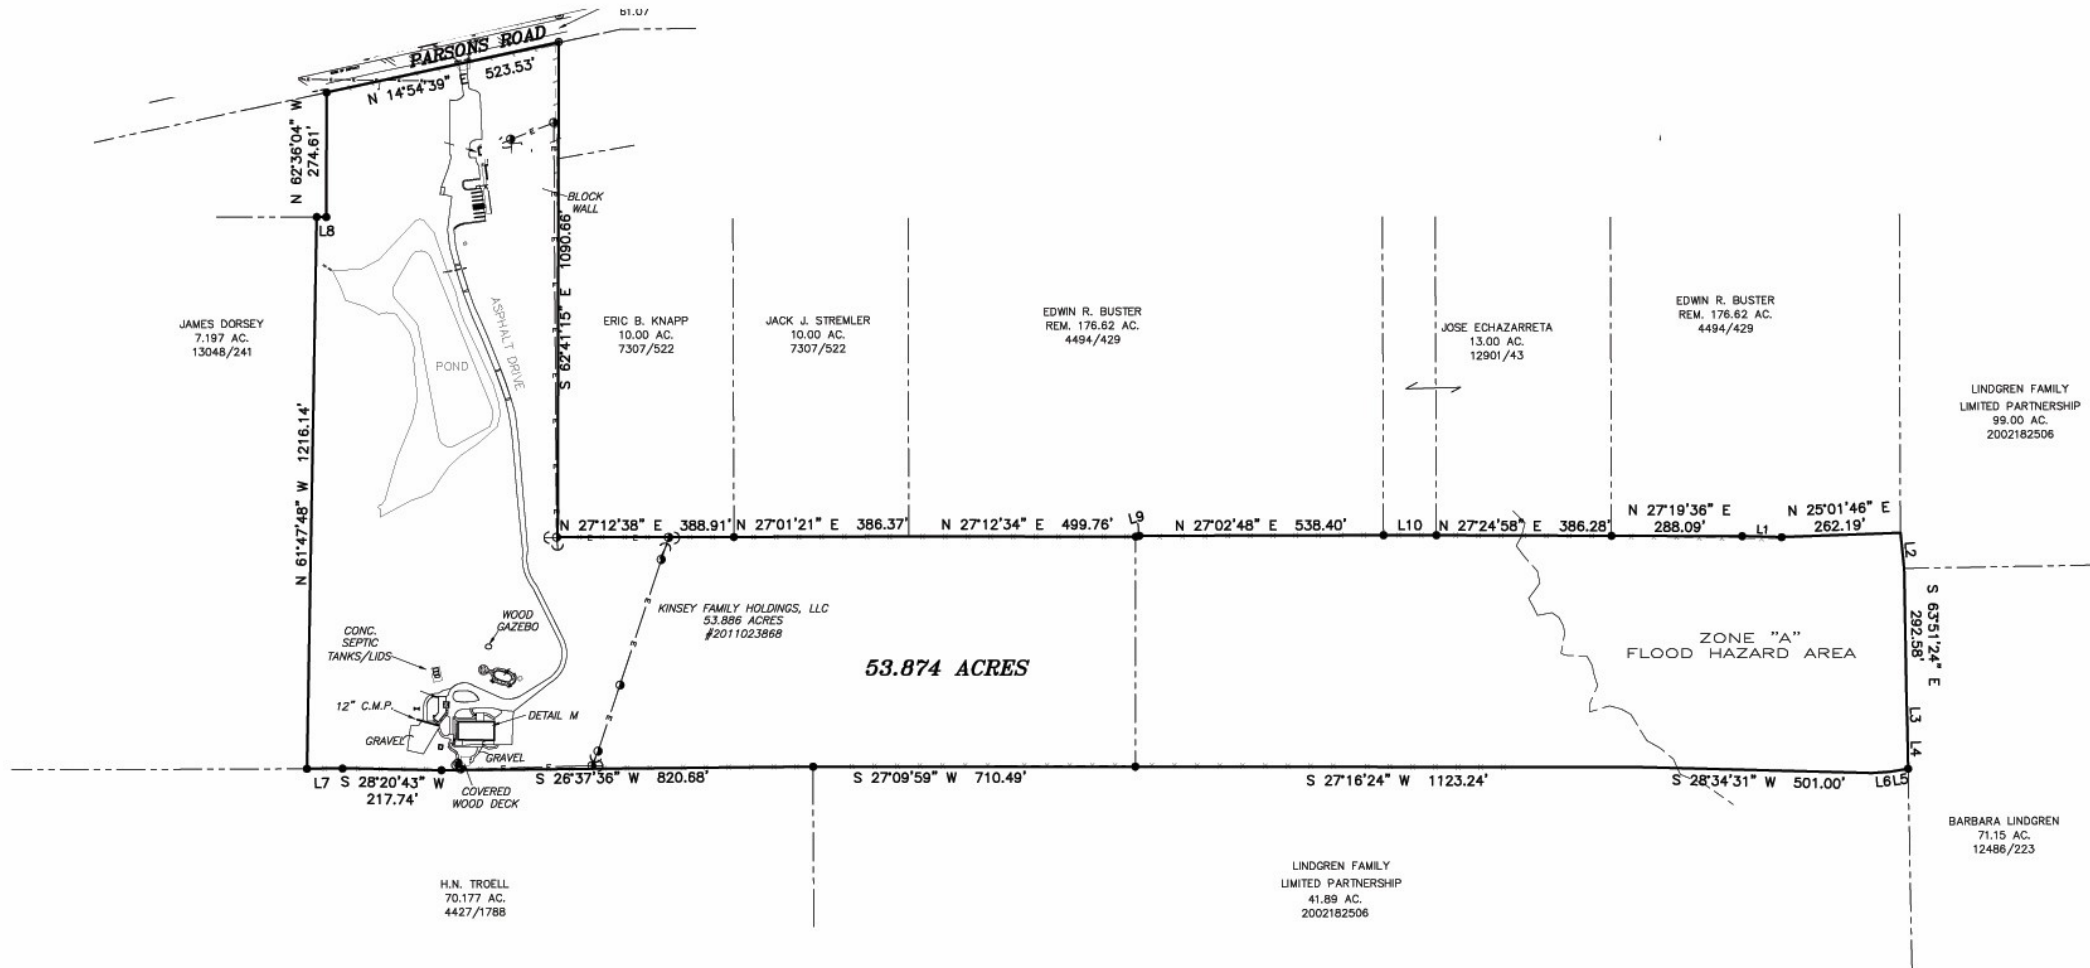 61.07
PARSONS ROAD
N 14°54'39" E 523.53'
N 62°36'04" W
274.61'
L8
BLOCK
WALL
S 62°41'15" E 1090.66'
ASPHALT DRIVE
POND
JAMES DORSEY
7.197 AC.
13048/241
N 61°47'48" W 1216.14'
ERIC B. KNAPP
10.00 AC.
7307/522
JACK J. STREMLER
10.00 AC.
7307/522
EDWIN R. BUSTER
REM. 176.62 AC.
4494/429
JOSE ECHAZARRETA
13.00 AC.
12901/43
EDWIN R. BUSTER
REM. 176.62 AC.
4494/429
LINDGREN FAMILY
LIMITED PARTNERSHIP
99.00 AC.
2002182506
N 27°12'38" E 388.91'
N 27°01'21" E 386.37'
N 27°12'34" E 499.76'
L9
N 27°02'48" E 538.40'
L10
N 27°24'58" E 386.28'
N 27°19'36" E
288.09'
L1
N 25°01'46" E
262.19'
L2
S 63°51'24" E
292.58'
L3
L4
KINSEY FAMILY HOLDINGS, LLC
53.886 ACRES
#2011023868
53.874 ACRES
ZONE "A"
FLOOD HAZARD AREA
WOOD
GAZEBO
CONC.
SEPTIC
TANKS/LIDS
12" C.M.P.
GRAVEL
DETAIL M
GRAVEL
COVERED
WOOD DECK
L7
S 28°20'43" W
217.74'
S 26°37'36" W 820.68'
S 27°09'59" W 710.49'
S 27°16'24" W 1123.24'
S 28°34'31" W 501.00'
L6
L5
H.N. TROELL
70.177 AC.
4427/1788
LINDGREN FAMILY
LIMITED PARTNERSHIP
41.89 AC.
2002182506
BARBARA LINDGREN
71.15 AC.
12486/223